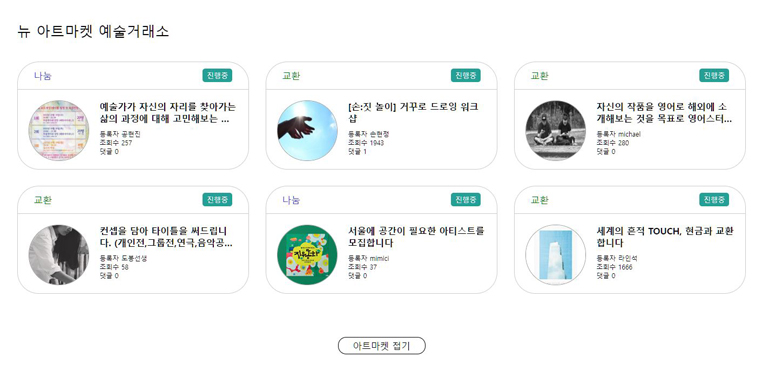 뉴 아트마켓 예술거래소
나눔
진행중
예술가가 자신의 자리를 찾아가는
삶의 과정에 대해 고민해보는 ...
등록자 공현진
조회수 257
댓글 0
교환
진행중
[손:짓 놀이] 거꾸로 드로잉 워크
샵
등록자 손현정
조회수 1943
댓글 1
교환
진행중
자신의 작품을 영어로 해외에 소
개해보는 것을 목표로 영어스터...
등록자 michael
조회수 280
댓글 0
교환
진행중
컨셉을 담아 타이틀을 써드립니
다. (개인전,그룹전,연극,음악공...
등록자 도봉선생
조회수 58
댓글 0
나눔
진행중
서울에 공간이 필요한 아티스트를
모집합니다
등록자 mimici
조회수 37
댓글 0
교환
진행중
세계의 흔적 TOUCH, 현금과 교환
합니다
등록자 라인석
조회수 1666
댓글 0
아트마켓 접기